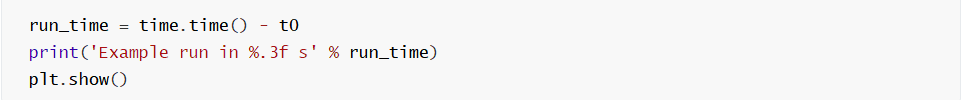 run_time = time.time() - t0
print('Example run in %.3f s' % run_time)
plt.show()